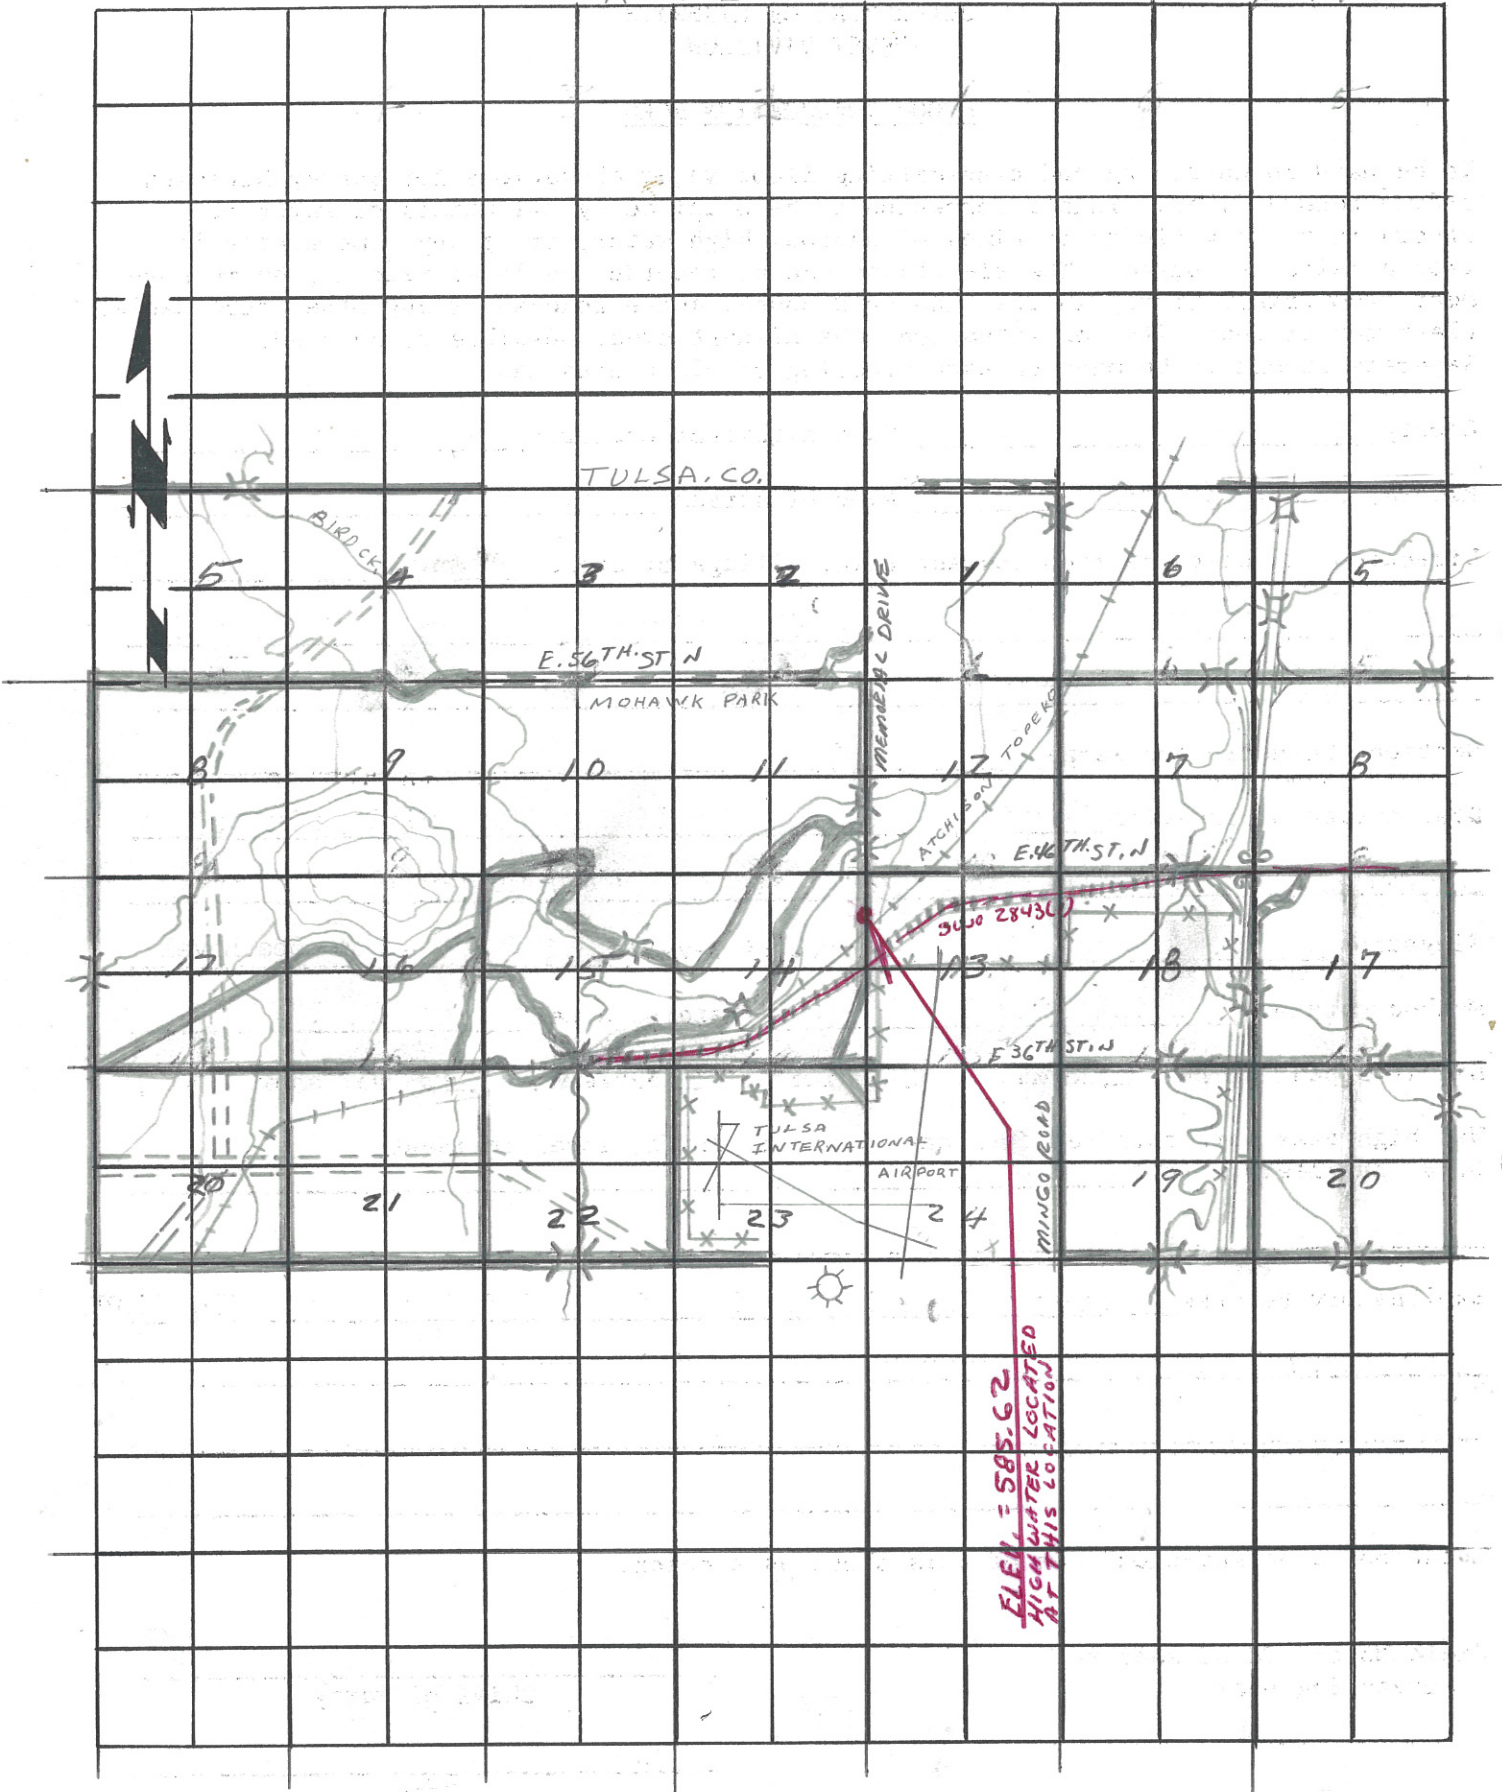 TULSA. CO.
BIRD CK.
5
4
3
2
1
6
5
MEMORIAL DRIVE
E. 56TH. ST. N
MOHAWK PARK
8
9
10
11
12
7
8
ATCHISON TOPEKA
E. 46TH. ST. N
17
16
15
14
13
18
17
E 36TH ST. N
TULSA
INTERNATIONAL
AIRPORT
MINGO ROAD
20
21
22
23
24
19
20
ELEV. = 585.62
HIGH WATER LOCATED
AT THIS LOCATION